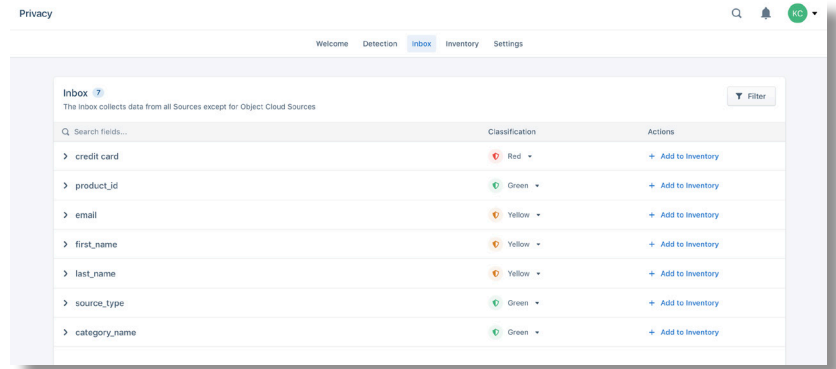 Privacy
KC
Welcome Detection Inbox Inventory Settings
Inbox 7
The Inbox collects data from all Sources except for Object Cloud Sources
Filter
Search fields... Classification Actions
credit card Red + Add to Inventory
product_id Green + Add to Inventory
email Yellow + Add to Inventory
first_name Yellow + Add to Inventory
last_name Yellow + Add to Inventory
source_type Green + Add to Inventory
category_name Green + Add to Inventory